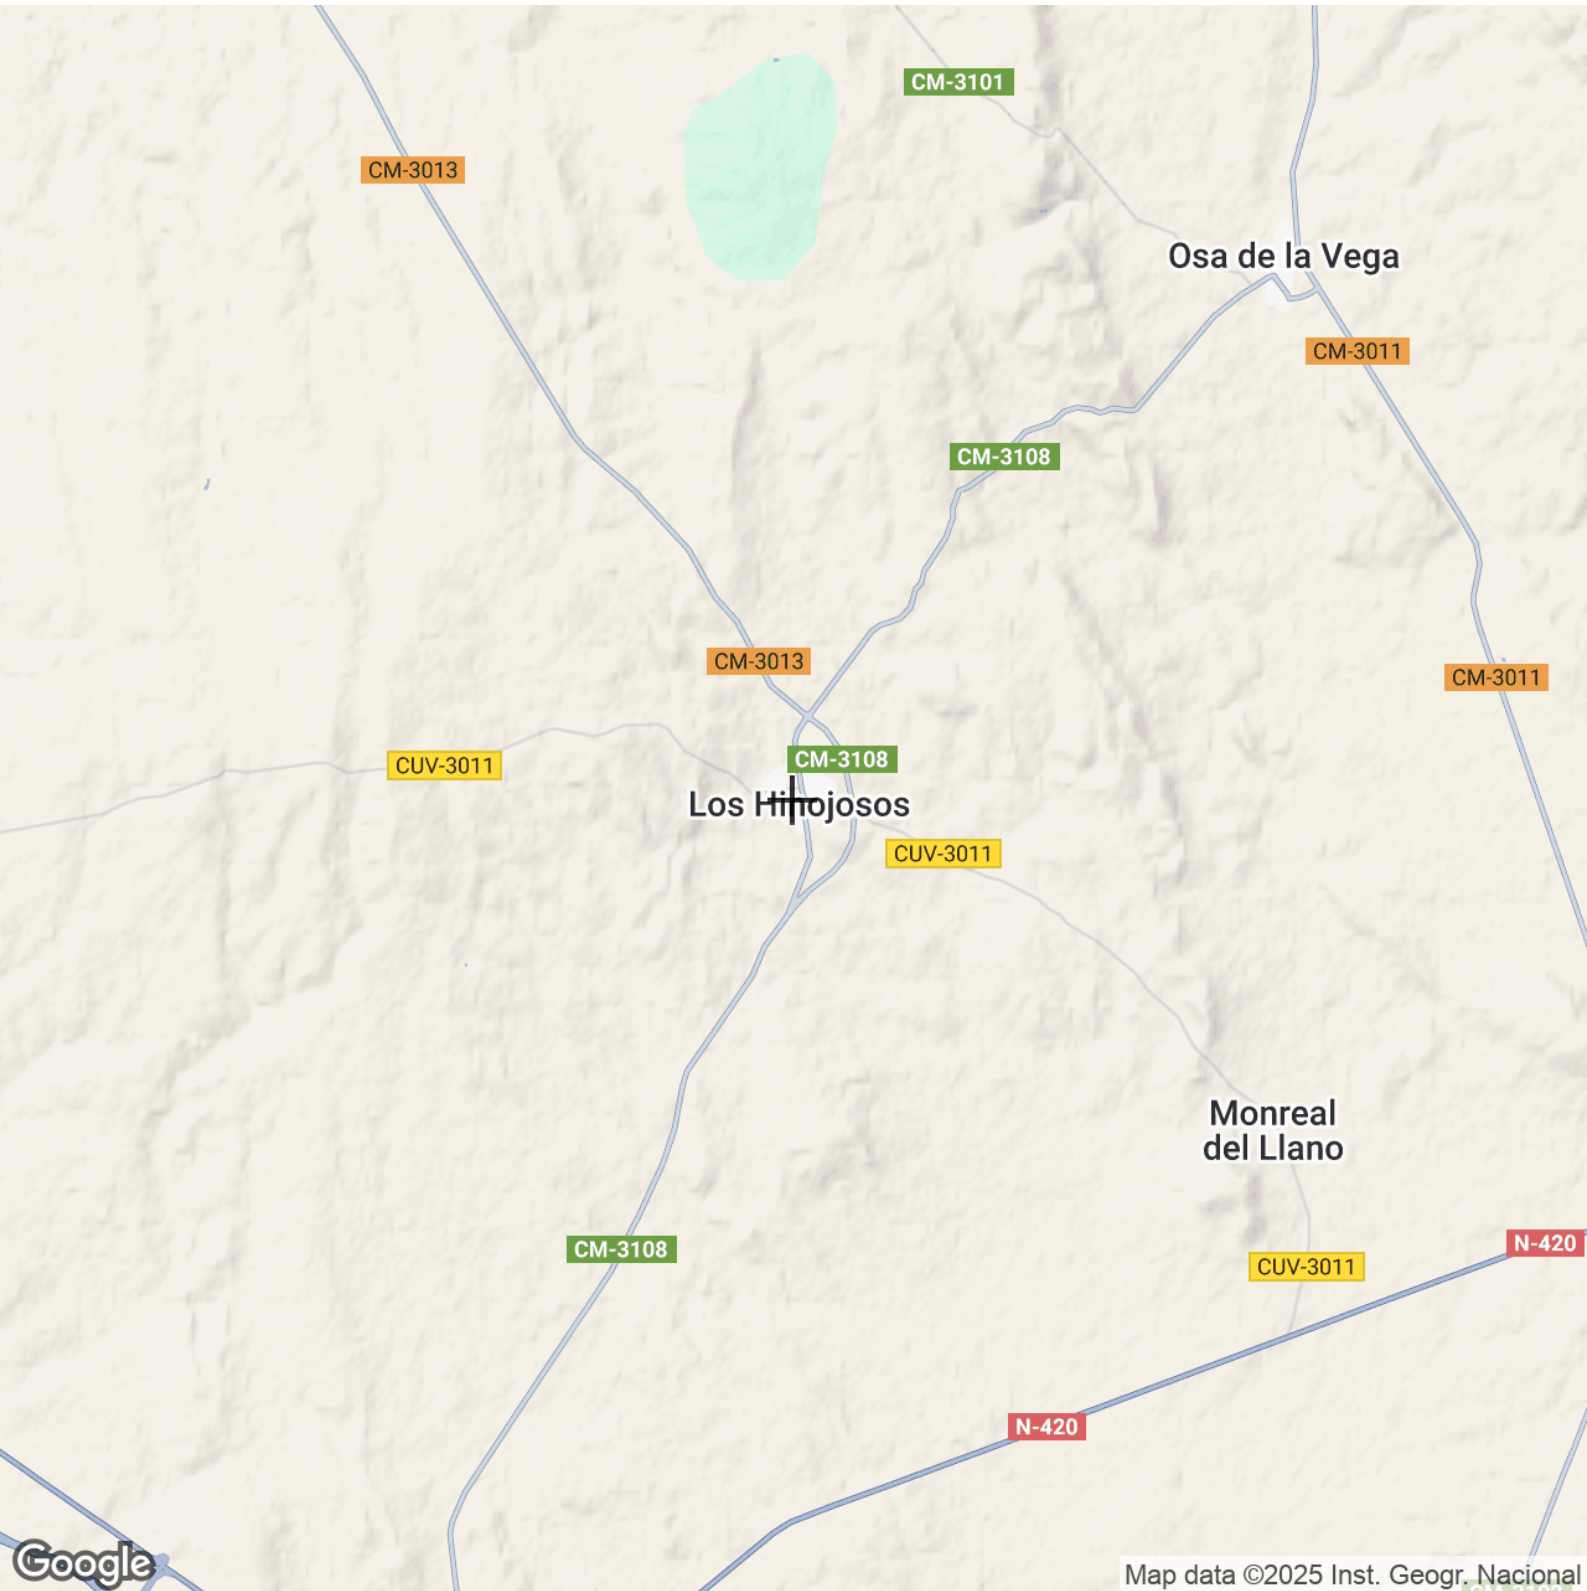 CM-3101
CM-3013
Osa de la Vega
CM-3011
CM-3108
CM-3013
CM-3011
CM-3108
CUV-3011
Los Hinojosos
CUV-3011
Monreal
del Llano
CM-3108
N-420
CUV-3011
N-420
Google
Map data ©2025 Inst. Geogr. Nacional